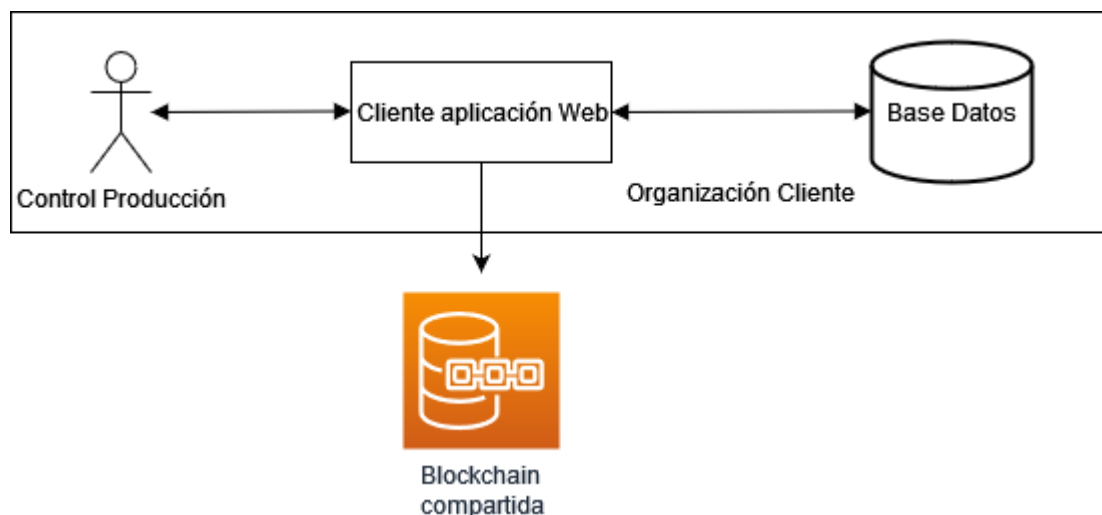 Cliente aplicación Web
Base Datos
Control Producción
Organización Cliente
Blockchain
compartida